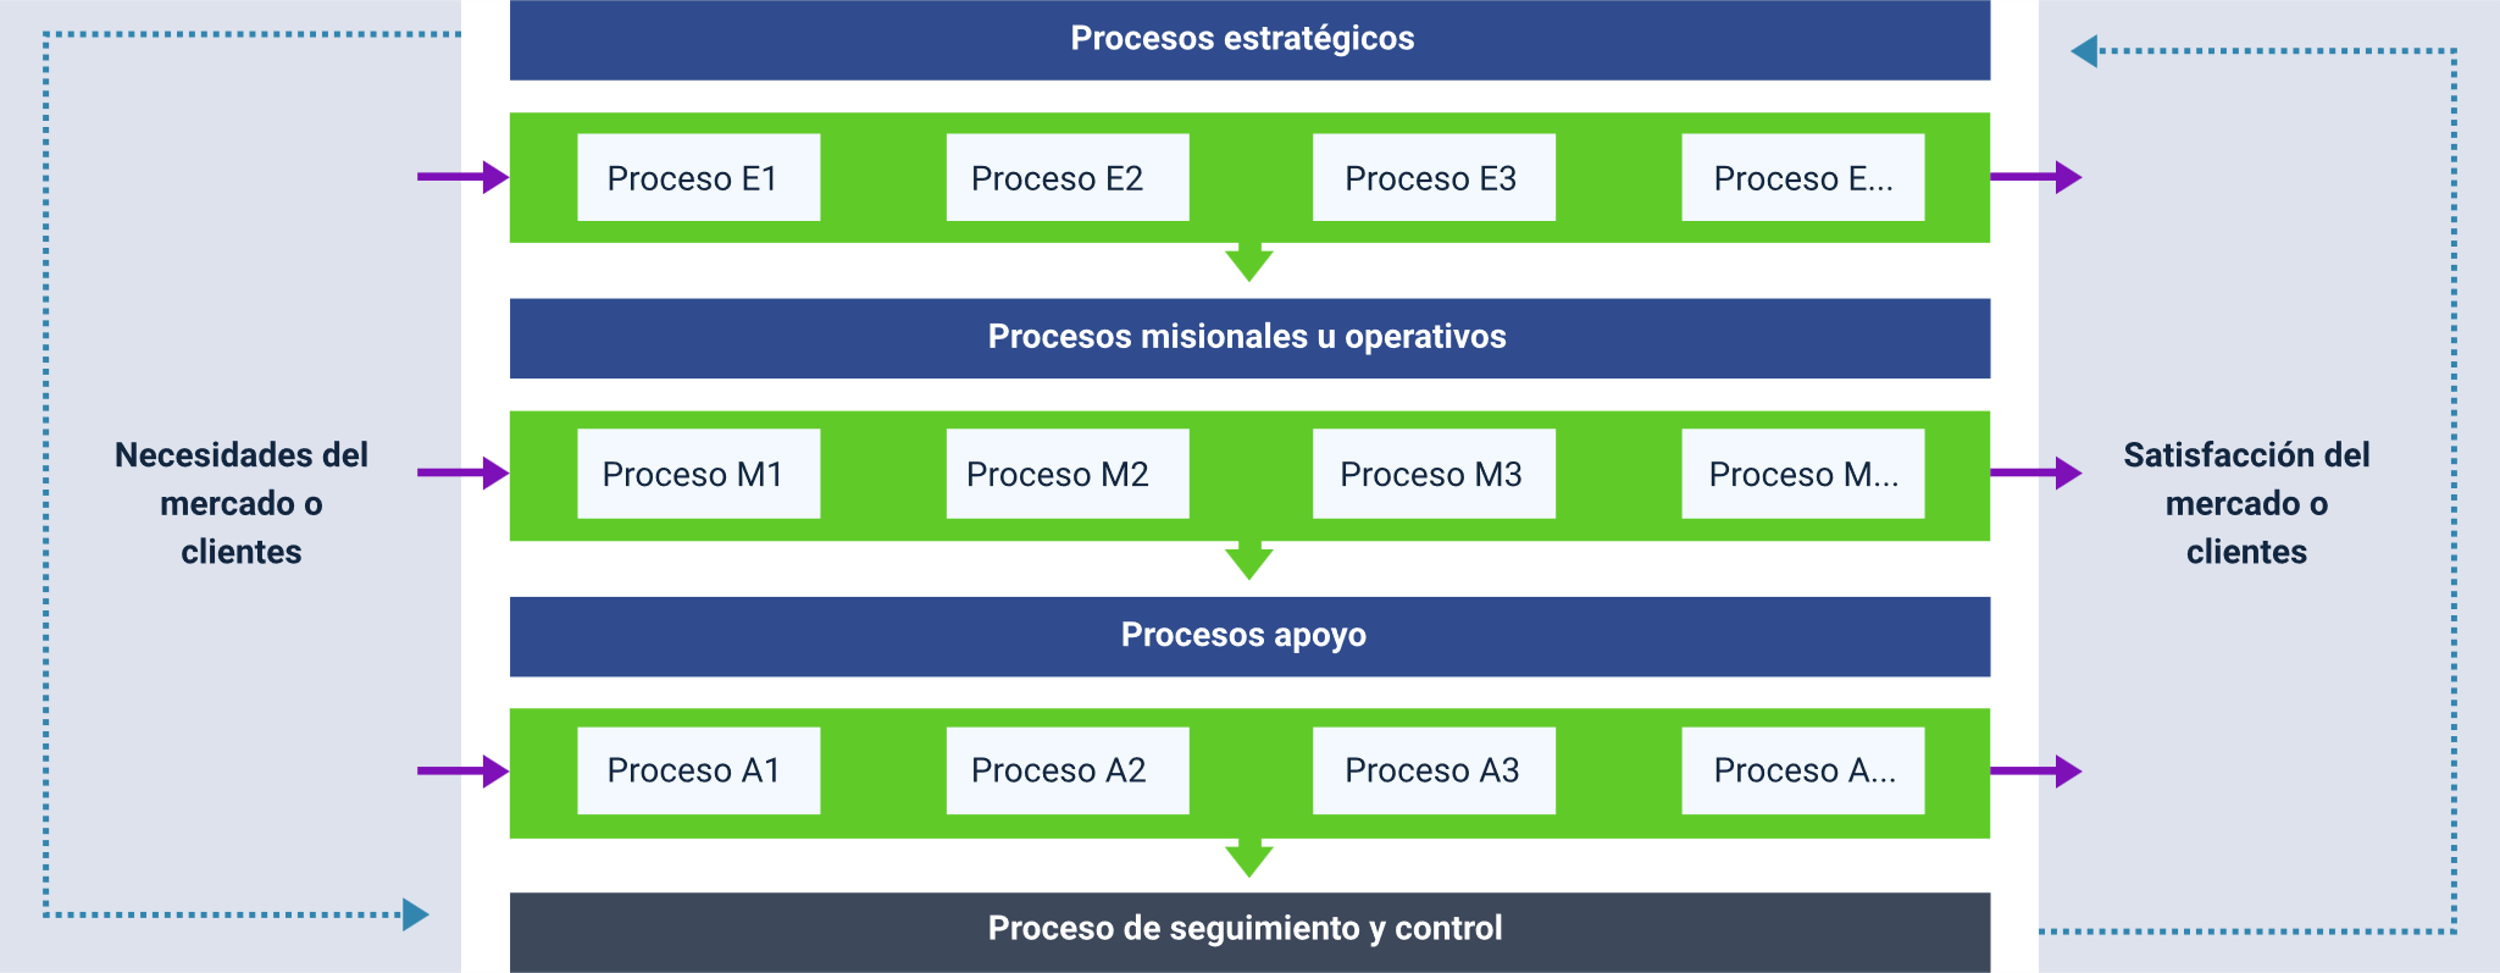 Procesos estratégicos
Proceso E1
Proceso E2
Proceso E3
Proceso E...
Procesos misionales u operativos
Necesidades del
mercado o
clientes
Proceso M1
Proceso M2
Proceso M3
Proceso M...
Satisfacción del
mercado o
clientes
Procesos apoyo
Proceso A1
Proceso A2
Proceso A3
Proceso A...
Proceso de seguimiento y control